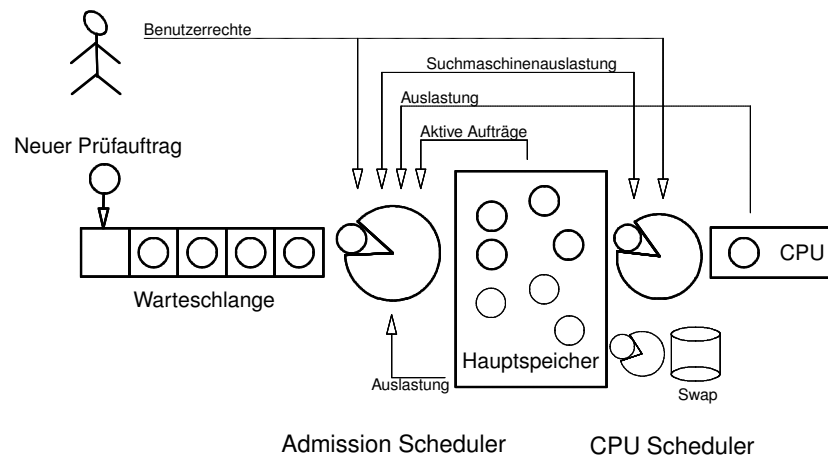 Benutzerrechte
Suchmaschinenauslastung
Auslastung
Aktive Aufträge
Neuer Prüfauftrag
CPU
Warteschlange
Hauptspeicher
Auslastung
Swap
Admission Scheduler
CPU Scheduler